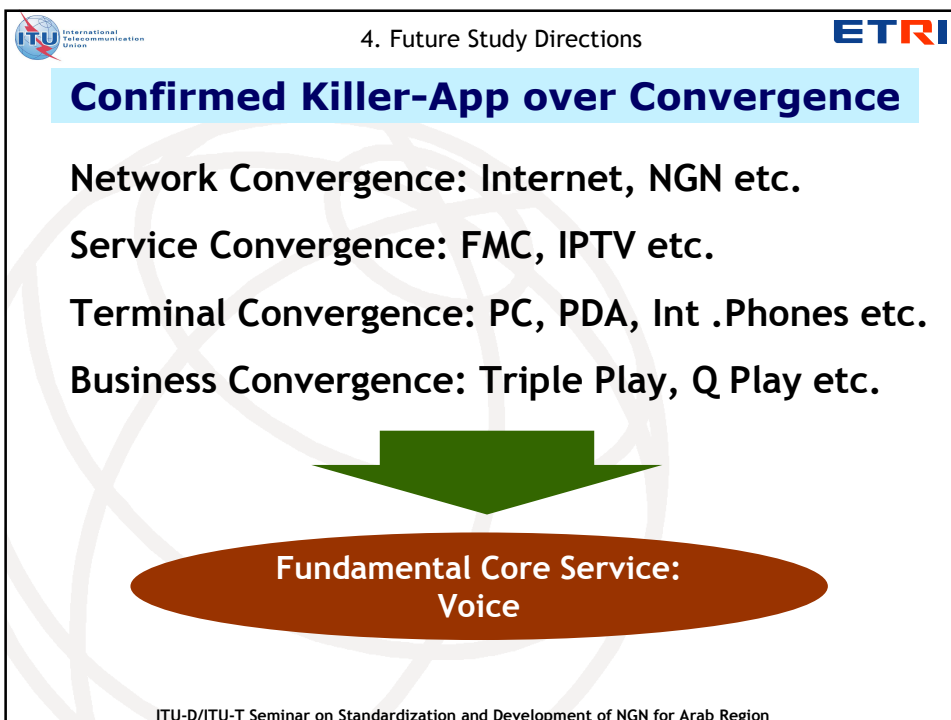 International
Telecommunication
Union
4. Future Study Directions
ETRI
Confirmed Killer-App over Convergence
Network Convergence: Internet, NGN etc.
Service Convergence: FMC, IPTV etc.
Terminal Convergence: PC, PDA, Int .Phones etc.
Business Convergence: Triple Play, Q Play etc.
Fundamental Core Service:
Voice
ITU-D/ITU-T Seminar on Standardization and Development of NGN for Arab Region